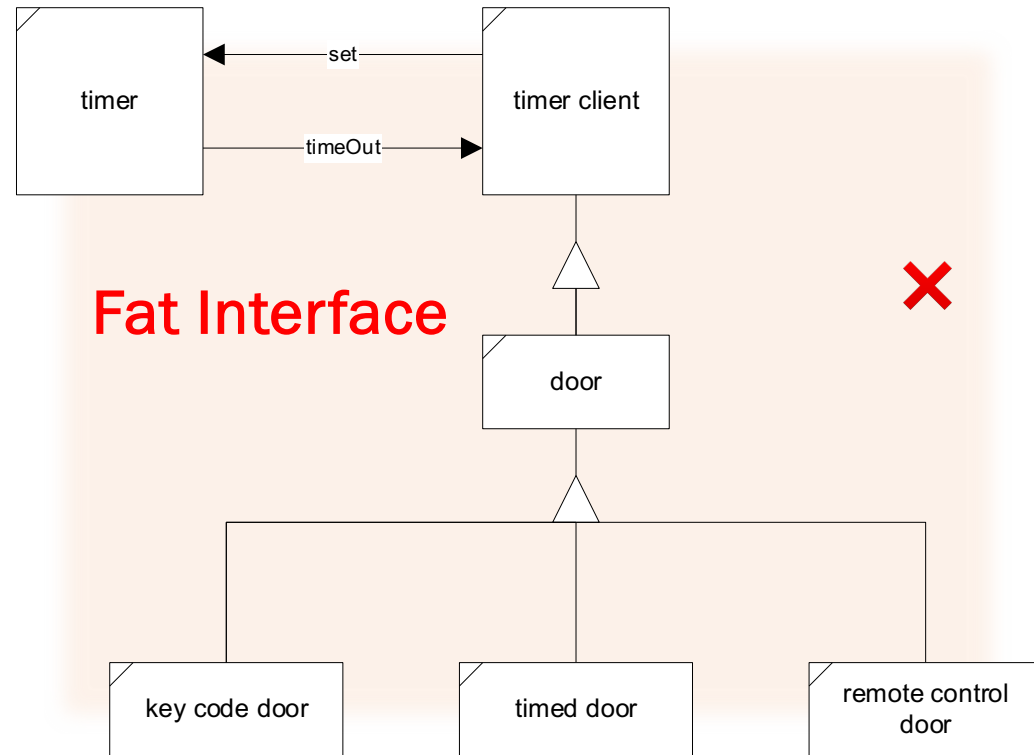 set
timer
timer client
timeOut
Fat Interface
door
key code door
timed door
remote control
door